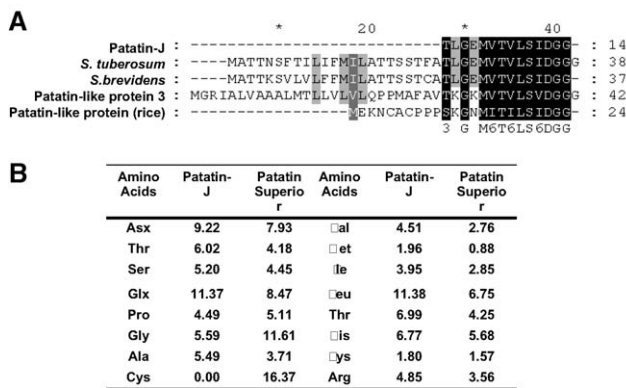 A
* 20 * 40
Patatin-J : ---------------------------TLGEMVTVLSIDGG- : 14
S. tuberosum : ----MATTNSFTILIFMILATTSSTFATLGEMVTVLSIDGGG : 38
S.brevidens : ----MATTKSVLVLFFMILATTSSTCATLGEMVTVLSIDGG- : 37
Patatin-like protein 3 : MGRIALVAAALMTLLVLVLQPPMAFAVTKGKMVTVLSVDGGG : 42
Patatin-like protein (rice) : -----------------MEKNCACPPPSKGNMITILSIDGG- : 24
3 G M6T6LS6DGG
B
Amino Acids Patatin-J Patatin Superior Amino Acids Patatin-J Patatin Superior
Asx 9.22 7.93 □al 4.51 2.76
Thr 6.02 4.18 □et 1.96 0.88
Ser 5.20 4.45 □le 3.95 2.85
Glx 11.37 8.47 □eu 11.38 6.75
Pro 4.49 5.11 Thr 6.99 4.25
Gly 5.59 11.61 □is 6.77 5.68
Ala 5.49 3.71 □ys 1.80 1.57
Cys 0.00 16.37 Arg 4.85 3.56